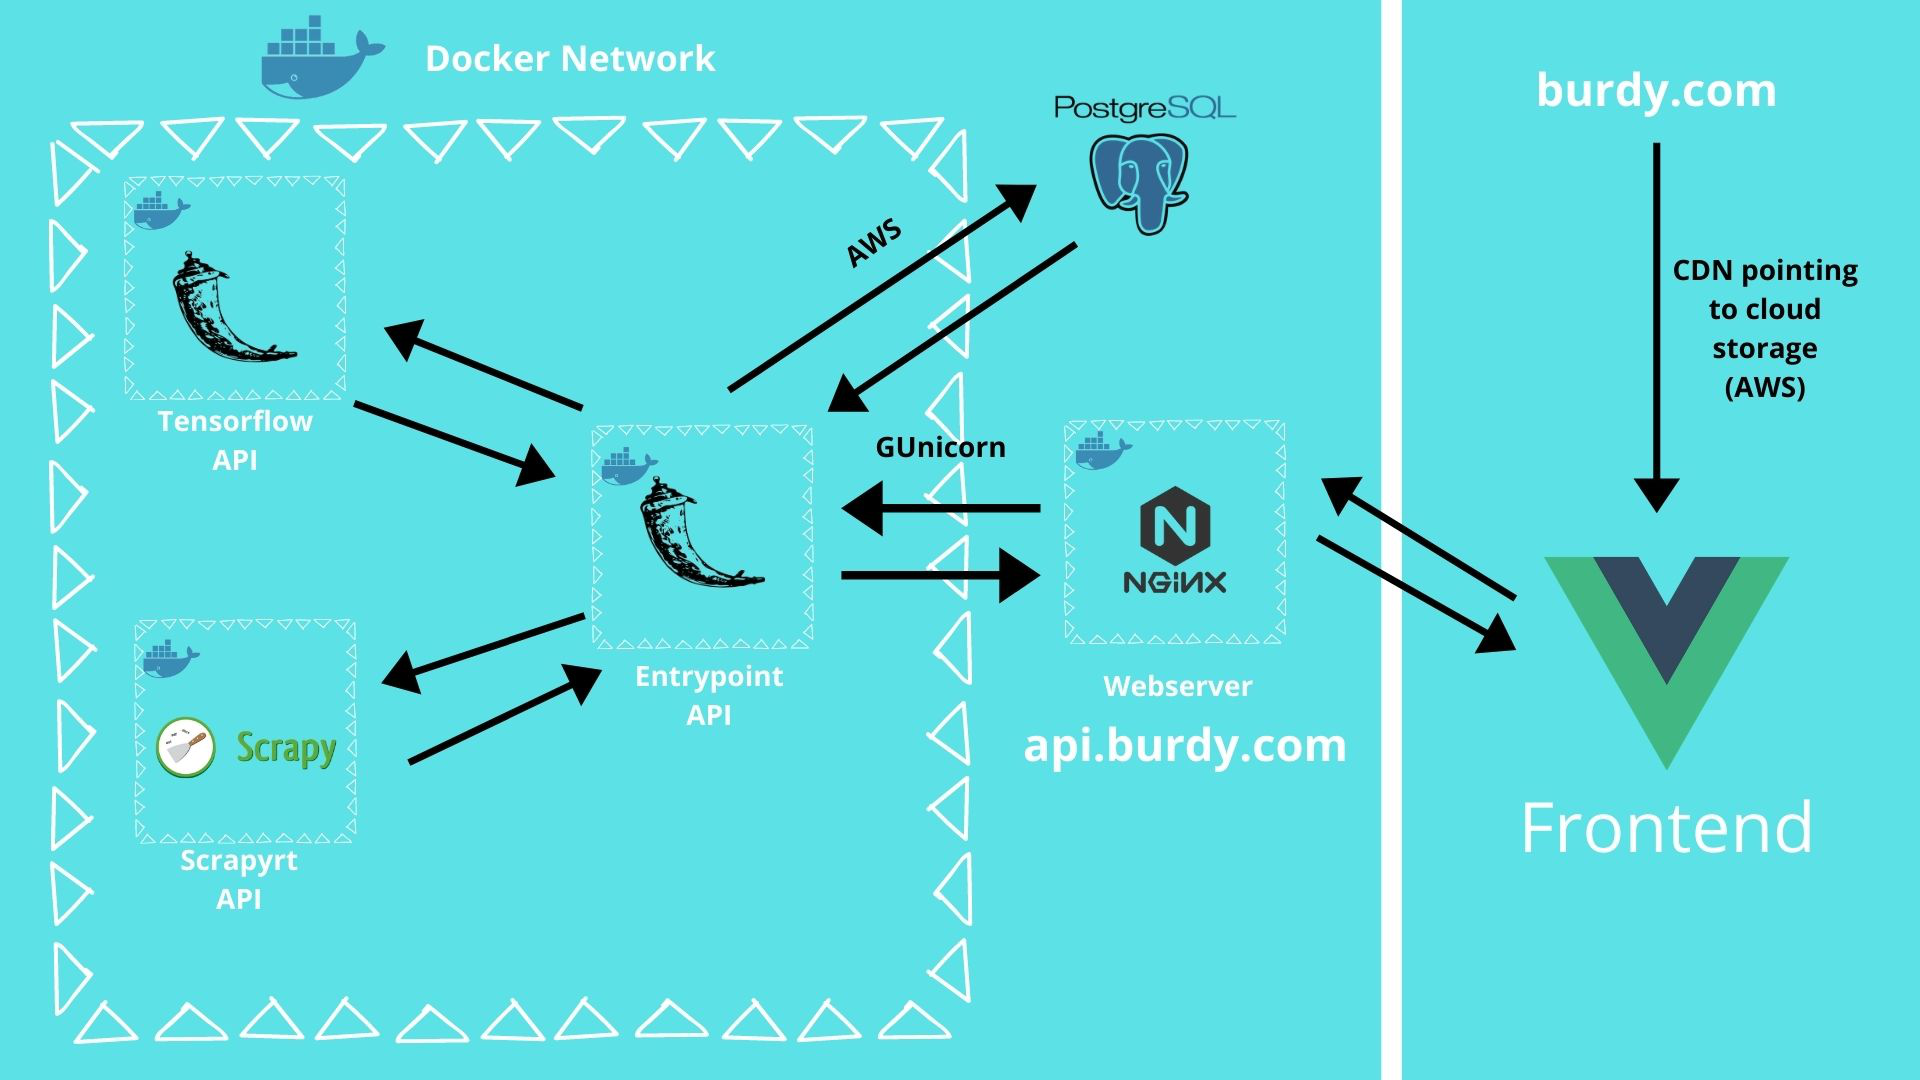 Docker Network
PostgreSQL
burdy.com
AWS
CDN pointing
to cloud
storage
(AWS)
Tensorflow
API
GUnicorn
NGiNX
Entrypoint
API
Webserver
api.burdy.com
Scrapy
Scrapyrt
API
Frontend